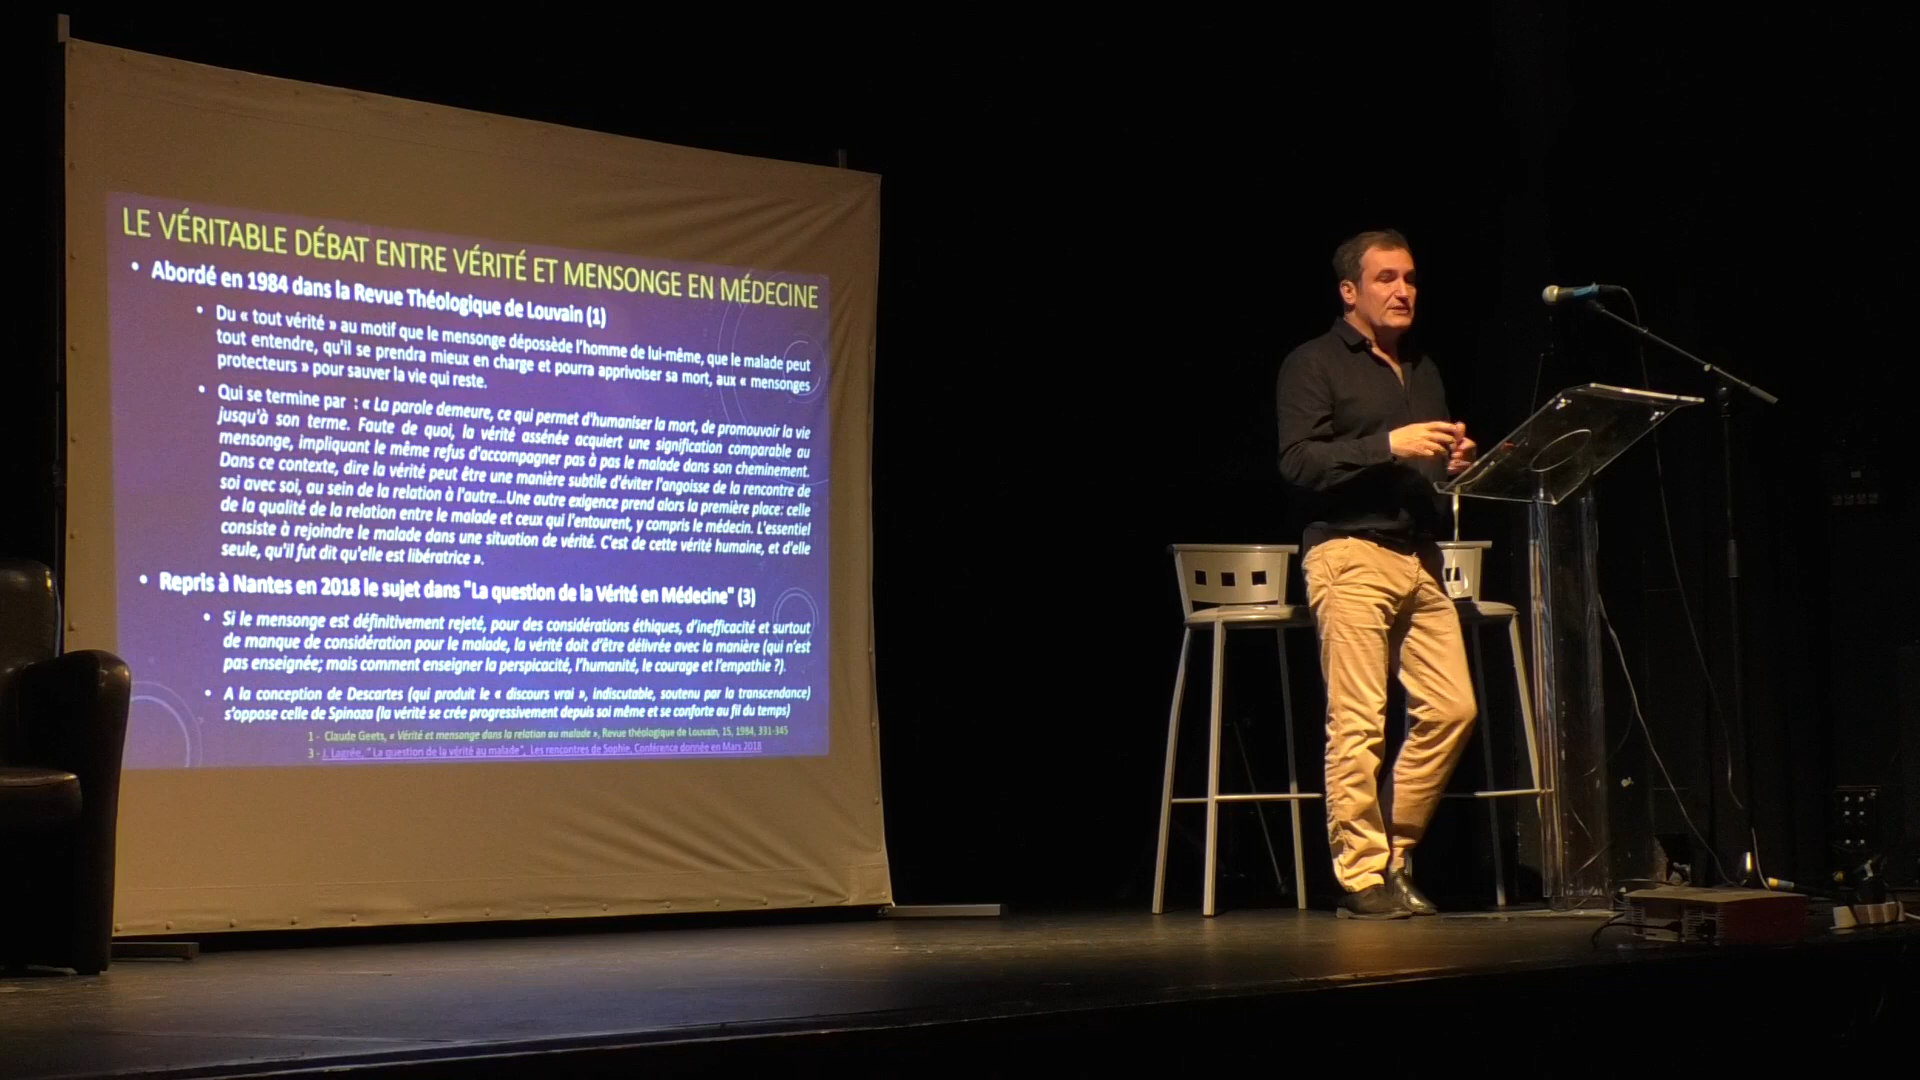 LE VÉRITABLE DÉBAT ENTRE VÉRITÉ ET MENSONGE EN MÉDECINE
• Abordé en 1984 dans la Revue Théologique de Louvain (1)
• Du « tout vérité » au motif que le mensonge dépossède l'homme de lui-même, que le malade peut
tout entendre, qu'il se prendra mieux en charge et pourra apprivoiser sa mort, aux « mensonges
protecteurs » pour sauver la vie qui reste.
• Qui se termine par : « La parole demeure, ce qui permet d'humaniser la mort, de promouvoir la vie
jusqu'à son terme. Faute de quoi, la vérité assénée acquiert une signification comparable au
mensonge, impliquant le même refus d'accompagner pas à pas le malade dans son cheminement.
Dans ce contexte, dire la vérité peut être une manière subtile d'éviter l'angoisse de la rencontre de
soi avec soi, au sein de la relation à l'autre...Une autre exigence prend alors la première place: celle
de la qualité de la relation entre le malade et ceux qui l'entourent, y compris le médecin. L'essentiel
consiste à rejoindre le malade dans une situation de vérité. C'est de cette vérité humaine, et d'elle
seule, qu'il fut dit qu'elle est libératrice ».
• Repris à Nantes en 2018 le sujet dans "La question de la Vérité en Médecine" (3)
• Si le mensonge est définitivement rejeté, pour des considérations éthiques, d'inefficacité et surtout
de manque de considération pour le malade, la vérité doit d'être délivrée avec la manière (qui n'est
pas enseignée; mais comment enseigner la perspicacité, l'humanité, le courage et l'empathie ?).
• A la conception de Descartes (qui produit le « discours vrai », indiscutable, soutenu par la transcendance)
s'oppose celle de Spinoza (la vérité se crée progressivement depuis soi même et se conforte au fil du temps)
1 - Claude Geets, « Vérité et mensonge dans la relation au malade », Revue théologique de Louvain, 15, 1984, 331-345
3 - J. Lagrée, " La question de la vérité au malade", Les rencontres de Sophie, Conférence donnée en Mars 2018